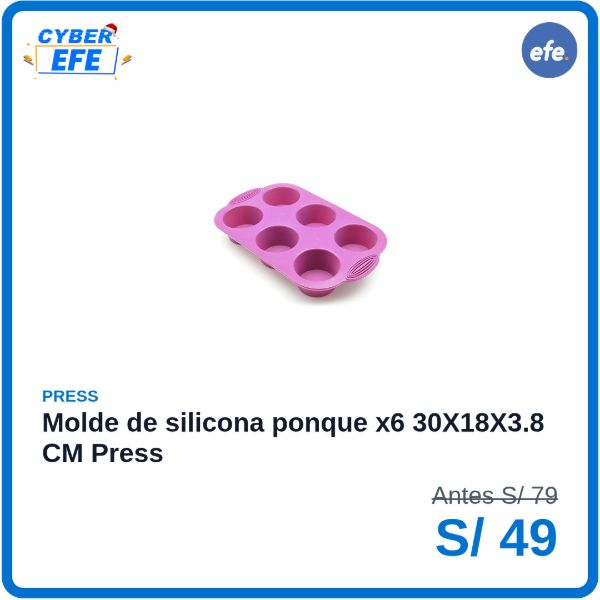 CYBER
EFE
efe.
PRESS
Molde de silicona ponque x6 30X18X3.8
CM Press
Antes S/ 79
S/ 49